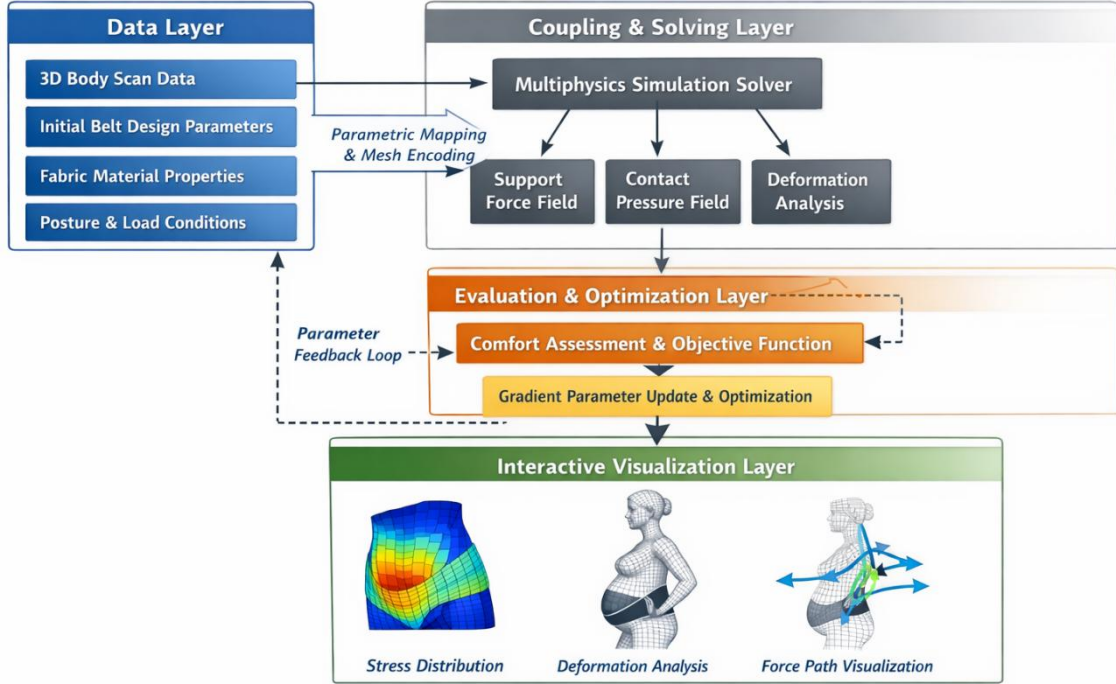 Data Layer
3D Body Scan Data
Initial Belt Design Parameters
Fabric Material Properties
Posture & Load Conditions
Parametric Mapping
& Mesh Encoding
Coupling & Solving Layer
Multiphysics Simulation Solver
Support
Force Field
Contact
Pressure Field
Deformation
Analysis
Evaluation & Optimization Layer
Parameter
Feedback Loop
Comfort Assessment & Objective Function
Gradient Parameter Update & Optimization
Interactive Visualization Layer
Stress Distribution
Deformation Analysis
Force Path Visualization